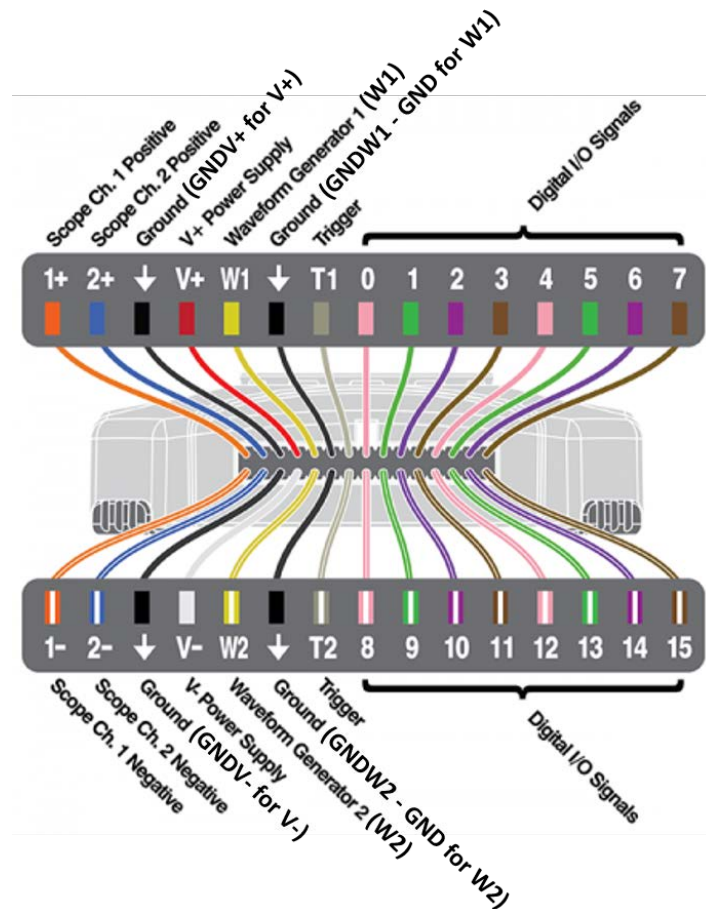 Scope Ch. 1 Positive
Scope Ch. 2 Positive
Ground (GNDV+ for V+)
V+ Power Supply
Waveform Generator 1 (W1)
Ground (GNDW1 - GND for W1)
Trigger
Digital I/O Signals
1+ 2+ ↓ V+ W1 ↓ T1 0 1 2 3 4 5 6 7
1- 2- ↓ V- W2 ↓ T2 8 9 10 11 12 13 14 15
Scope Ch. 1 Negative
Scope Ch. 2 Negative
Ground (GNDV- for V-)
V- Power Supply
Waveform Generator 2 (W2)
Ground (GNDW2 - GND for W2)
Trigger
Digital I/O Signals